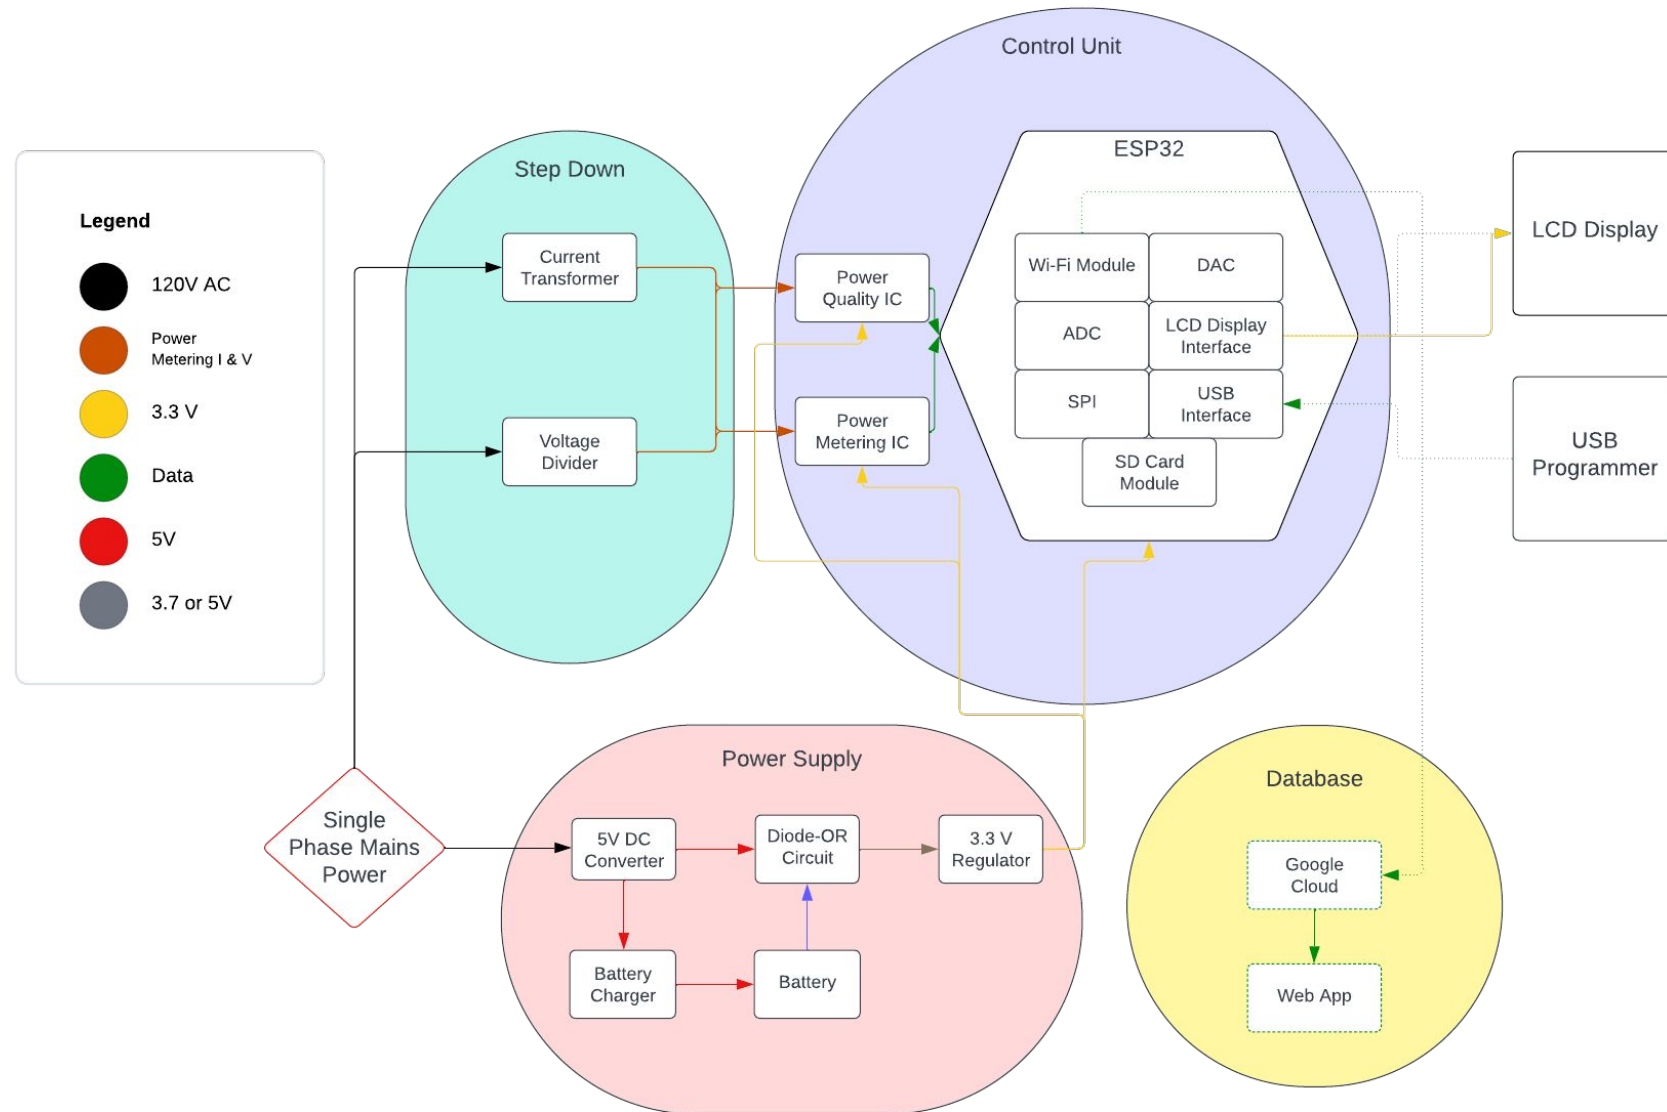 Legend
120V AC
Power
Metering I & V
3.3 V
Data
5V
3.7 or 5V
Step Down
Current
Transformer
Voltage
Divider
Control Unit
Power
Quality IC
Power
Metering IC
ESP32
Wi-Fi Module
DAC
ADC
LCD Display
Interface
SPI
USB
Interface
SD Card
Module
LCD Display
USB
Programmer
Single
Phase Mains
Power
Power Supply
5V DC
Converter
Diode-OR
Circuit
3.3 V
Regulator
Battery
Charger
Battery
Database
Google
Cloud
Web App